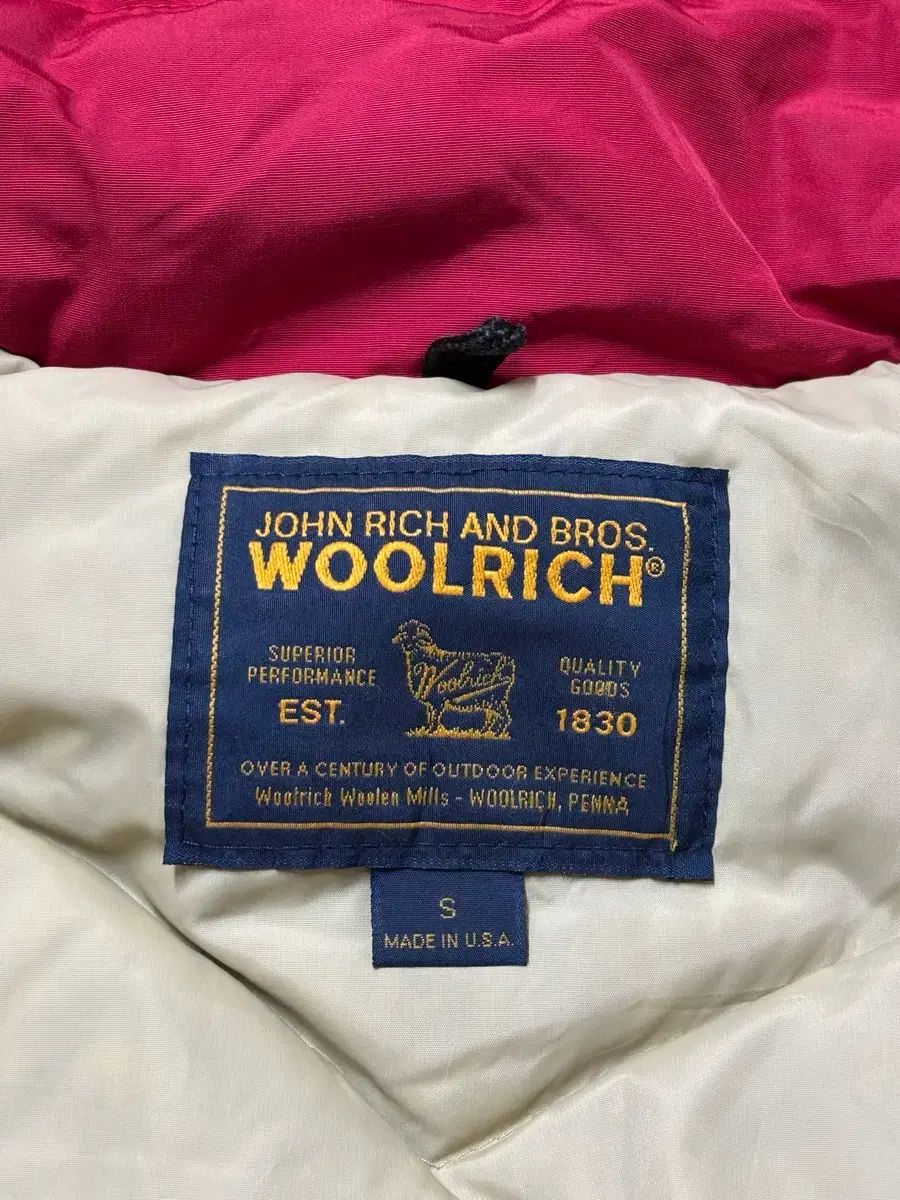 JOHN RICH AND BROS.
WOOLRICH®
SUPERIOR
PERFORMANCE
EST.
Woolrich
QUALITY
GOODS
1830
OVER A CENTURY OF OUTDOOR EXPERIENCE
Woolrich Woolen Mills - WOOLRICH, PENNA
S
MADE IN U.S.A.